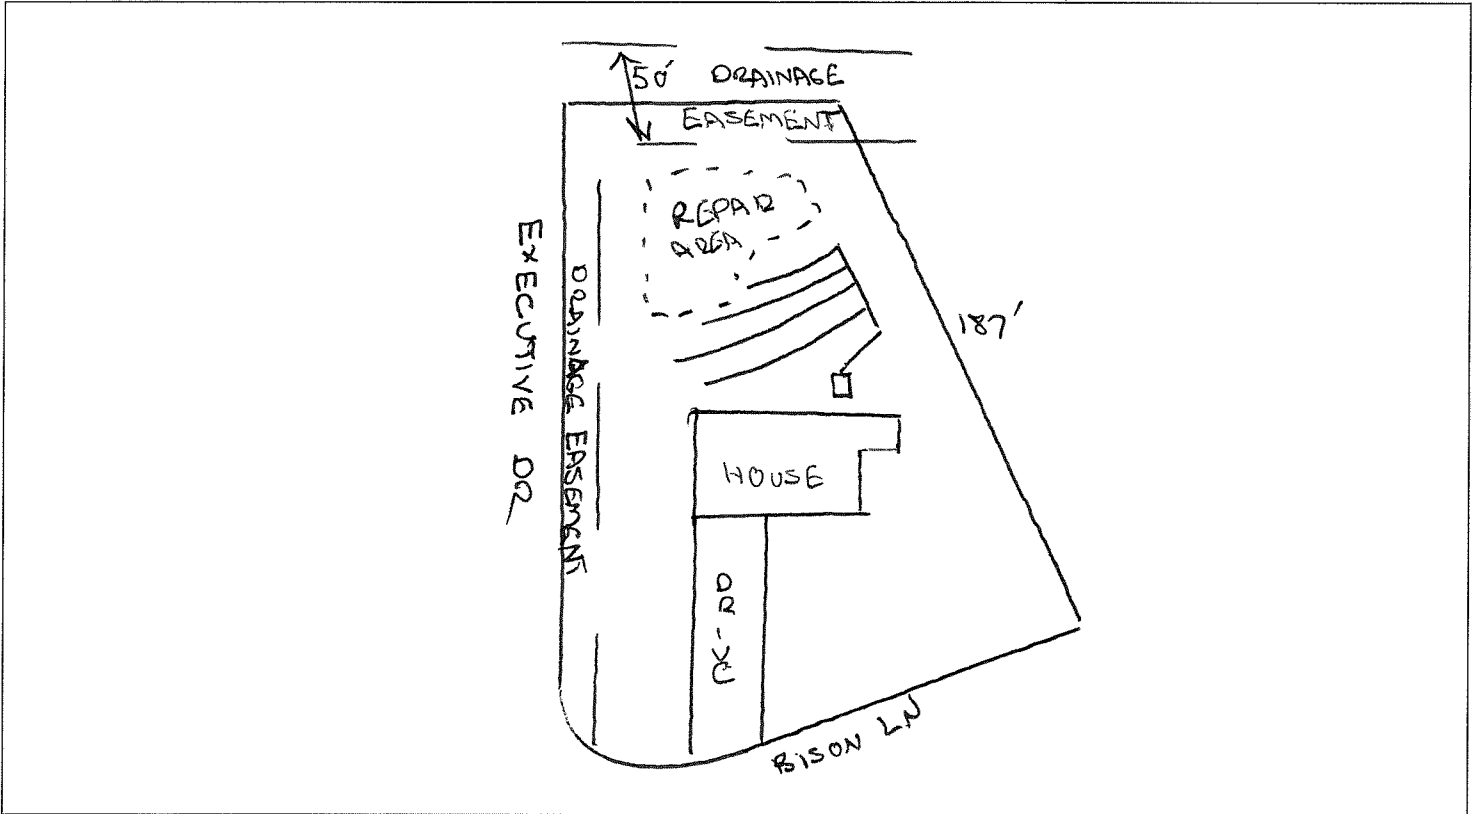 50' DRAINAGE
EASEMENT
REPAIR
AREA
EXECUTIVE DR
DRAINAGE EASEMENT
187'
HOUSE
DRIVE
BISON LN